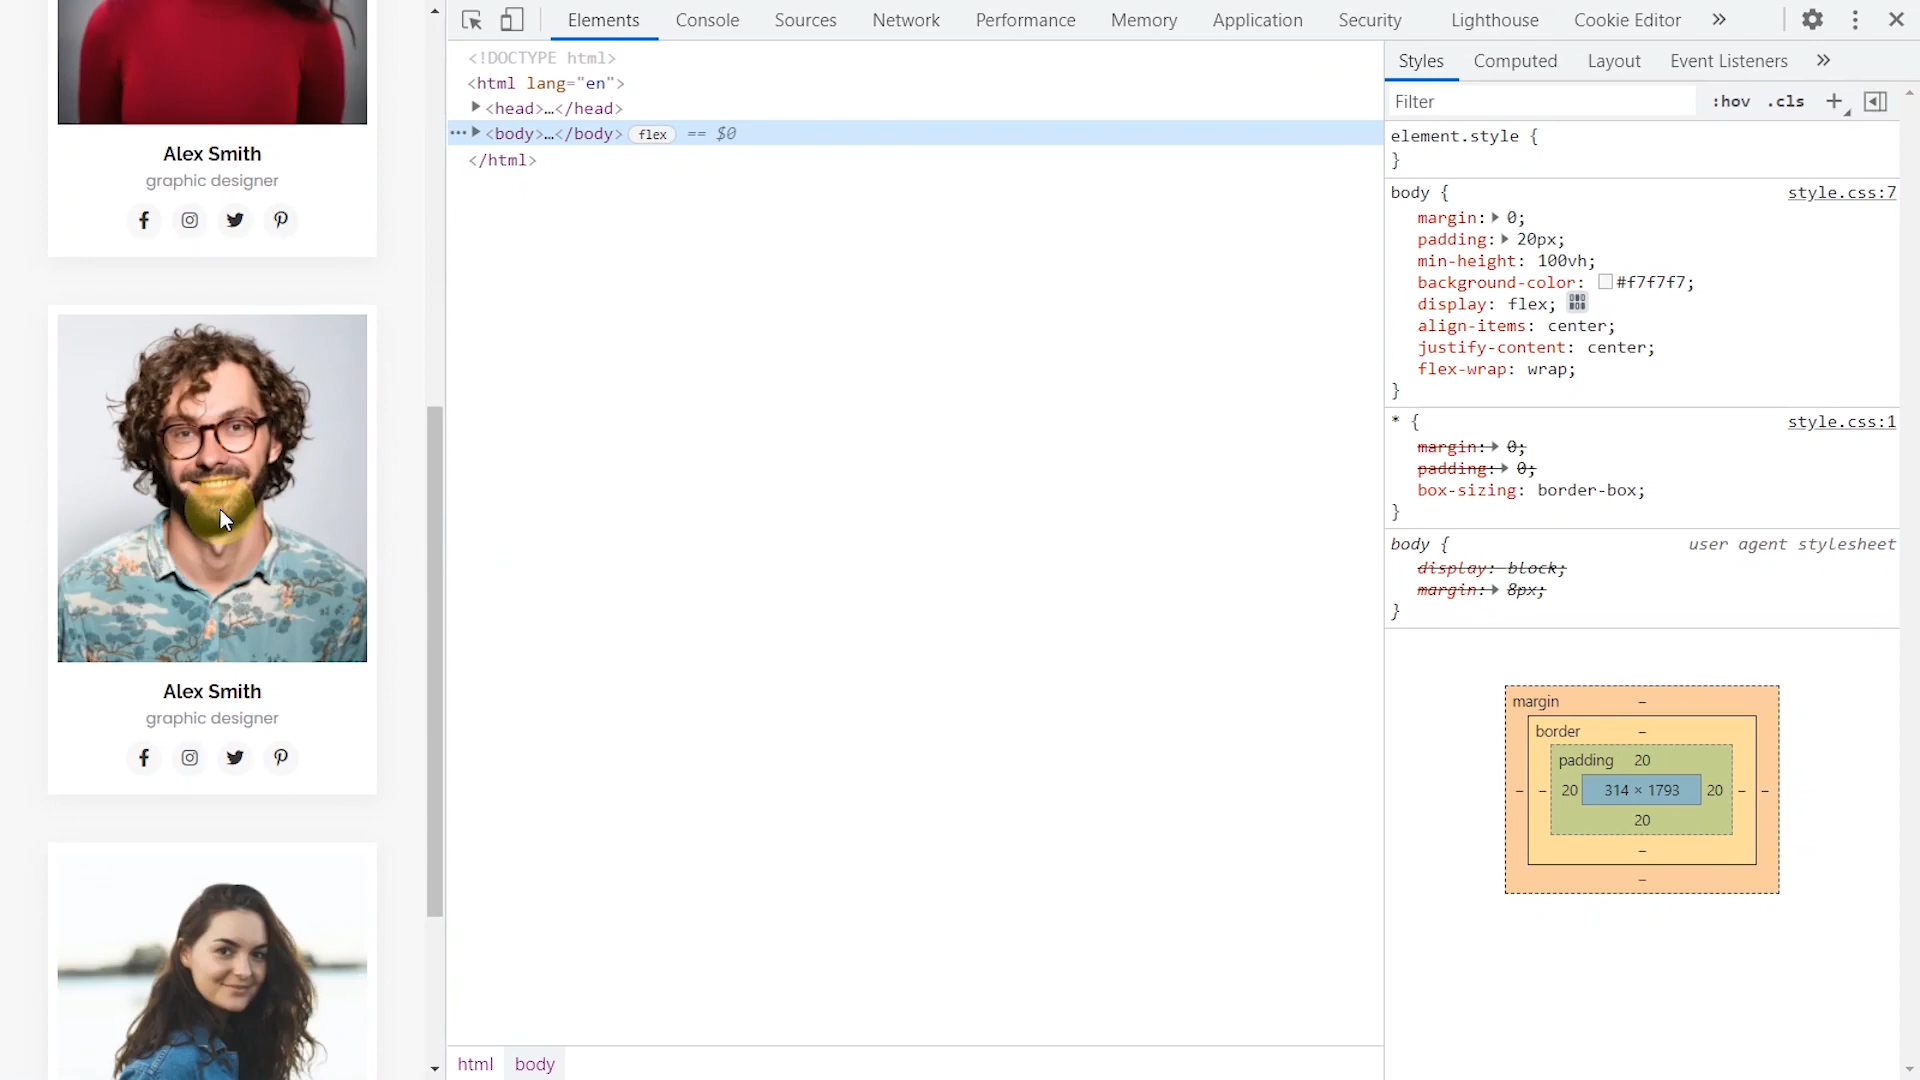 Alex Smith
graphic designer
Alex Smith
graphic designer
Elements Console Sources Network Performance Memory Application Security Lighthouse Cookie Editor
<!DOCTYPE html>
<html lang="en">
<head>…</head>
<body>…</body> flex == $0
</html>
html body
Styles Computed Layout Event Listeners
Filter :hov .cls
element.style {
}
body { style.css:7
margin: 0;
padding: 20px;
min-height: 100vh;
background-color: #f7f7f7;
display: flex;
align-items: center;
justify-content: center;
flex-wrap: wrap;
}
* { style.css:1
margin: 0;
padding: 0;
box-sizing: border-box;
}
body { user agent stylesheet
display: block;
margin: 8px;
}
margin –
border –
padding 20
– – 20 314 × 1793 20 – –
20
–
–